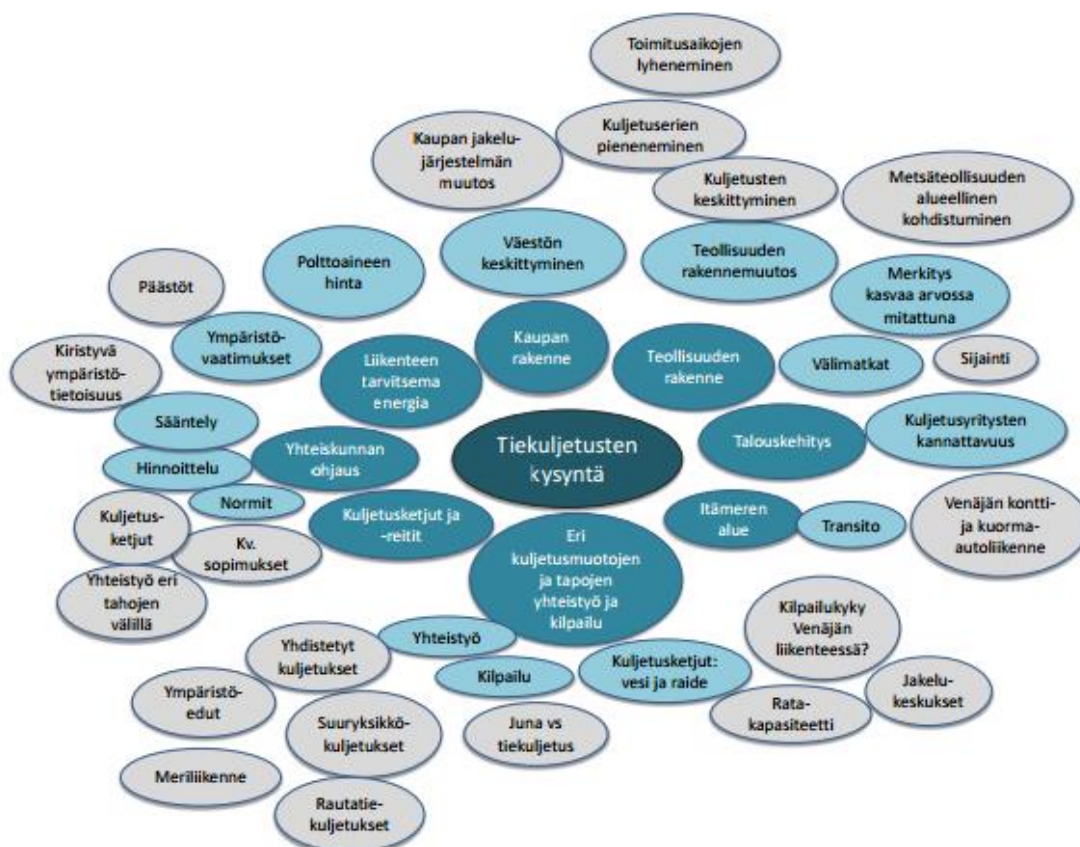 Toimitusaikojen
lyheneminen
Kaupan jakelu-
järjestelmän
muutos
Kuljetuserien
pieneneminen
Kuljetusten
keskittyminen
Metsäteollisuuden
alueellinen
kohdistuminen
Polttoaineen
hinta
Väestön
keskittyminen
Teollisuuden
rakennemuutos
Merkitys
kasvaa arvossa
mitattuna
Päästöt
Ympäristö-
vaatimukset
Kiristyvä
ympäristö-
tietoisuus
Liikenteen
tarvitsema
energia
Kaupan
rakenne
Teollisuuden
rakenne
Välimatkat
Sijainti
Sääntely
Hinnoittelu
Yhteiskunnan
ohjaus
Tiekuljetusten
kysyntä
Talouskehitys
Kuljetusyritysten
kannattavuus
Normit
Kuljetus-
ketjut
Kv.
sopimukset
Yhteistyö eri
tahojen
välillä
Kuljetusketjut ja
-reitit
Eri
kuljetusmuotojen
ja tapojen
yhteistyö ja
kilpailu
Itämeren
alue
Transito
Venäjän kontti-
ja kuorma-
autoliikenne
Yhteistyö
Yhdistetyt
kuljetukset
Kilpailu
Kuljetusketjut:
vesi ja raide
Kilpailukyky
Venäjän
liikenteessä?
Jakelu-
keskukset
Rata-
kapasiteetti
Ympäristö-
edut
Suuryksikkö-
kuljetukset
Juna vs
tiekuljetus
Meriliikenne
Rautatie-
kuljetukset